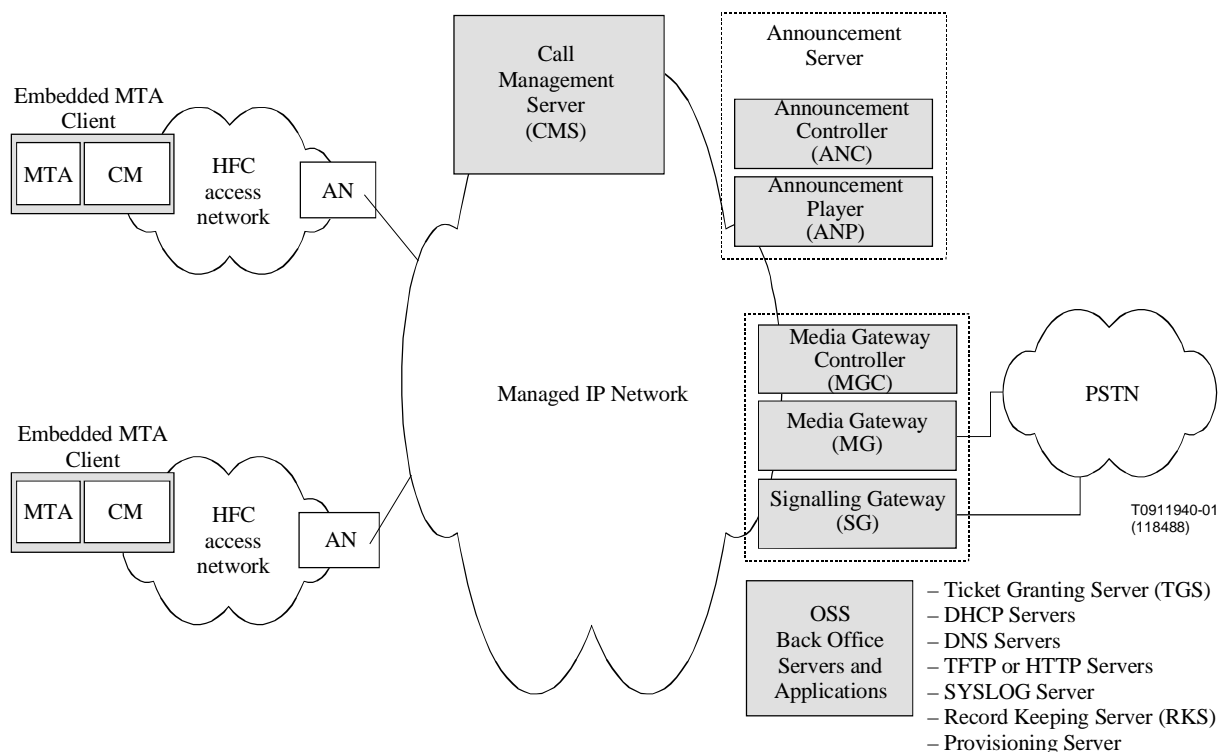 Call
Management
Server
(CMS)
Announcement
Server
Announcement
Controller
(ANC)
Announcement
Player
(ANP)
Embedded MTA
Client
MTA
CM
HFC
access
network
AN
Managed IP Network
Media Gateway
Controller
(MGC)
Media Gateway
(MG)
Signalling Gateway
(SG)
PSTN
T0911940-01
(118488)
Embedded MTA
Client
MTA
CM
HFC
access
network
AN
OSS
Back Office
Servers and
Applications
– Ticket Granting Server (TGS)
– DHCP Servers
– DNS Servers
– TFTP or HTTP Servers
– SYSLOG Server
– Record Keeping Server (RKS)
– Provisioning Server